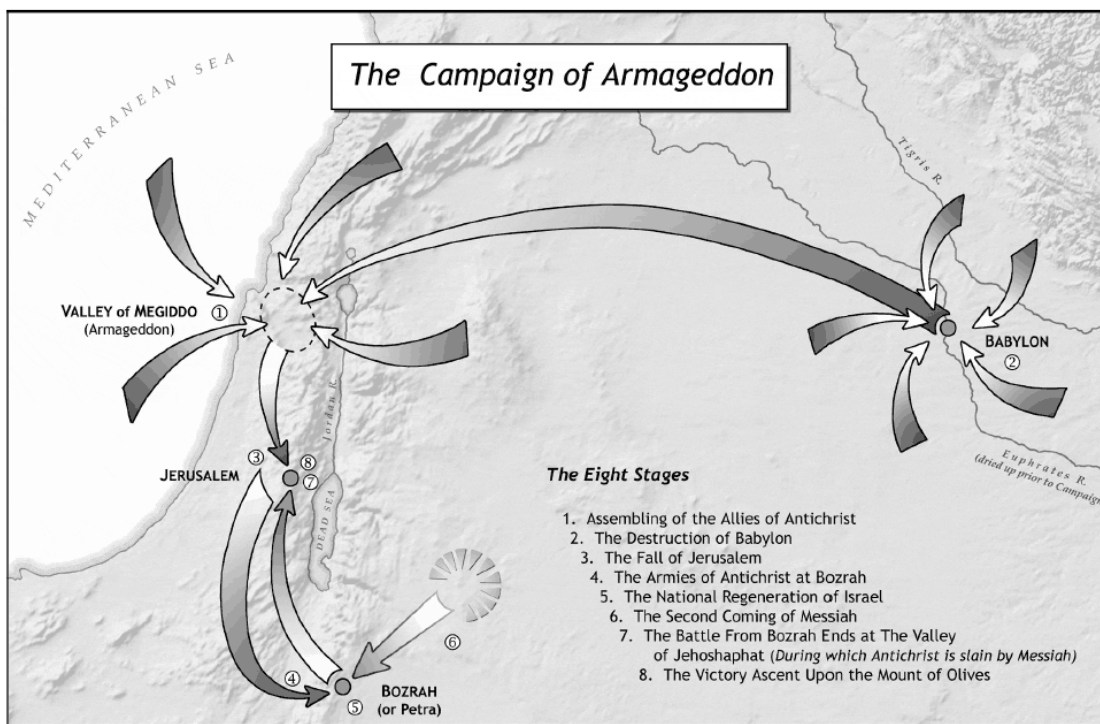 The Campaign of Armageddon
MEDITERRANEAN SEA
Tigris R.
VALLEY of MEGIDDO ①
(Armageddon)
BABYLON
②
Euphrates R.
(dried up prior to Campaign
③ ⑧
JERUSALEM
⑦
Jordan R.
DEAD SEA
⑥
④
BOZRAH
(or Petra)
⑤
The Eight Stages
1. Assembling of the Allies of Antichrist
2. The Destruction of Babylon
3. The Fall of Jerusalem
4. The Armies of Antichrist at Bozrah
5. The National Regeneration of Israel
6. The Second Coming of Messiah
7. The Battle From Bozrah Ends at The Valley
of Jehoshaphat (During which Antichrist is slain by Messiah)
8. The Victory Ascent Upon the Mount of Olives